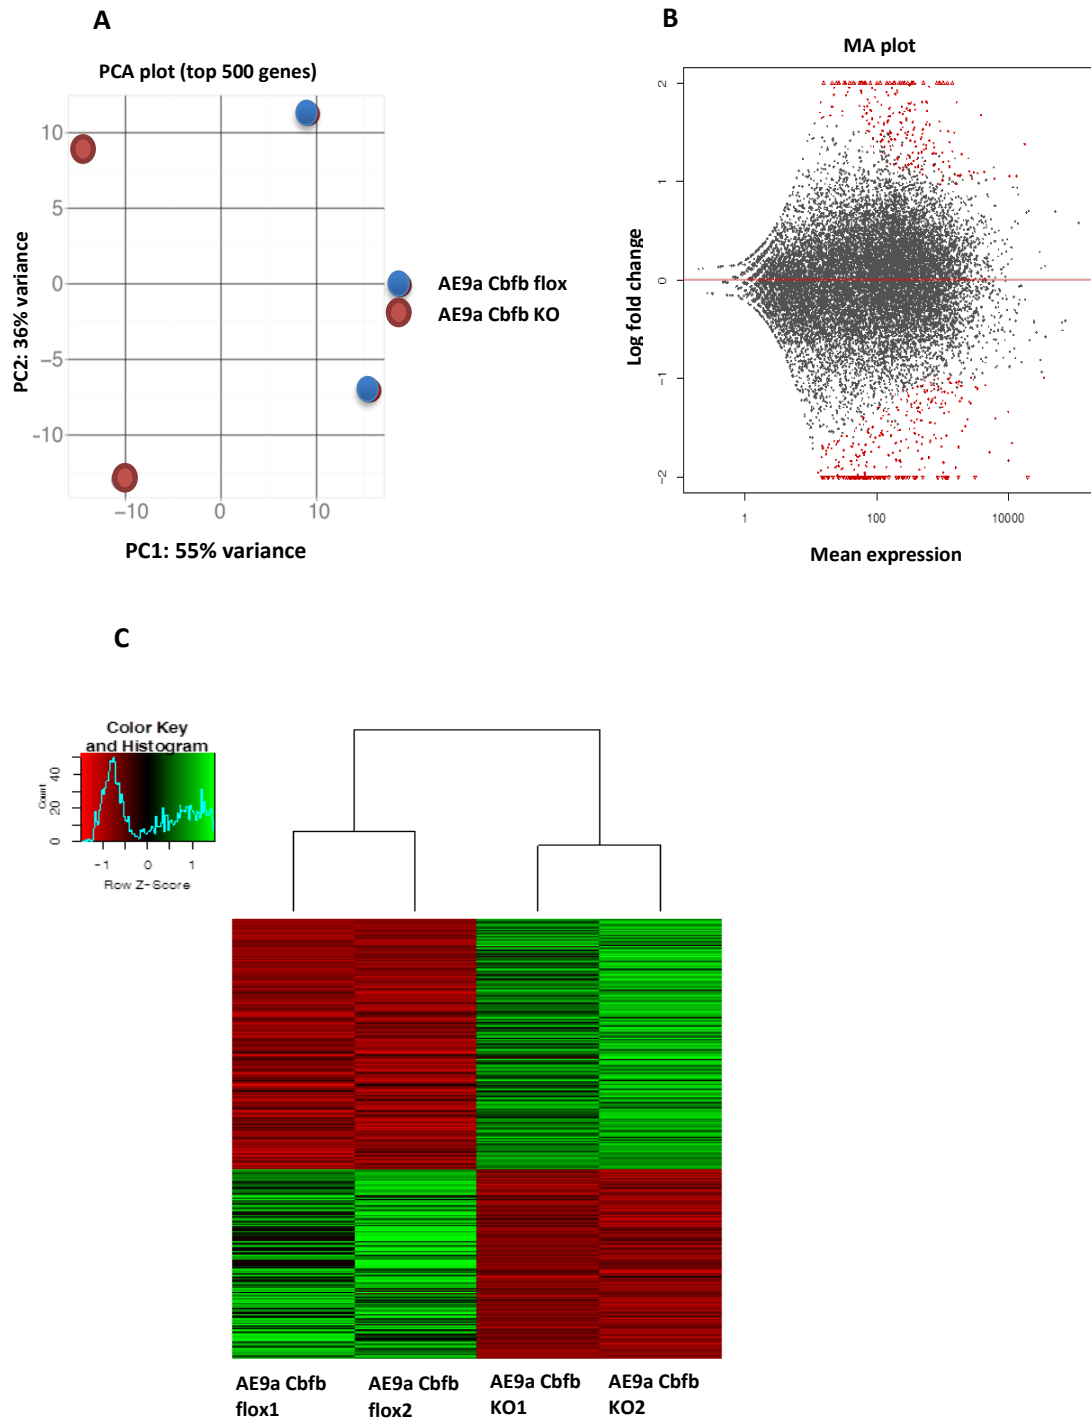 A
PCA plot (top 500 genes)
10
5
0
−5
−10
PC2: 36% variance
−10
0
10
PC1: 55% variance
AE9a Cbfb flox
AE9a Cbfb KO
B
MA plot
2
1
0
−1
−2
Log fold change
1
100
10000
Mean expression
C
Color Key
and Histogram
Count
0
20
40
−1
0
1
Row Z−Score
AE9a Cbfb
flox1
AE9a Cbfb
flox2
AE9a Cbfb
KO1
AE9a Cbfb
KO2